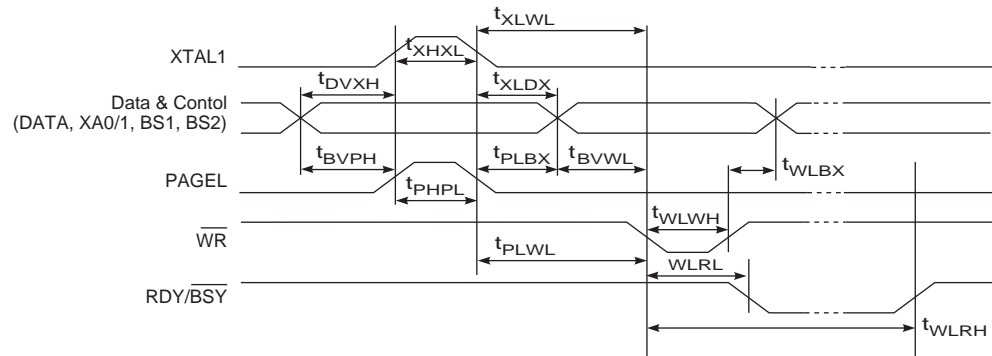 tXLWL
XTAL1
tXHXL
tDVXH
tXLDX
Data & Contol
(DATA, XA0/1, BS1, BS2)
tBVPH
tPLBX
tBVWL
tWLBX
PAGEL
tPHPL
tWLWH
WR
tPLWL
WLRL
RDY/BSY
tWLRH